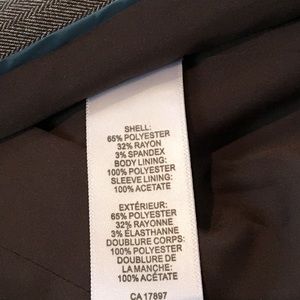 SHELL:
65% POLYESTER
32% RAYON
3% SPANDEX
BODY LINING:
100% POLYESTER
SLEEVE LINING:
100% ACETATE
EXTÉRIEUR:
65% POLYESTER
32% RAYONNE
3% ÉLASTHANNE
DOUBLURE CORPS:
100% POLYESTER
DOUBLURE DE
LA MANCHE:
100% ACÉTATE
CA 17897